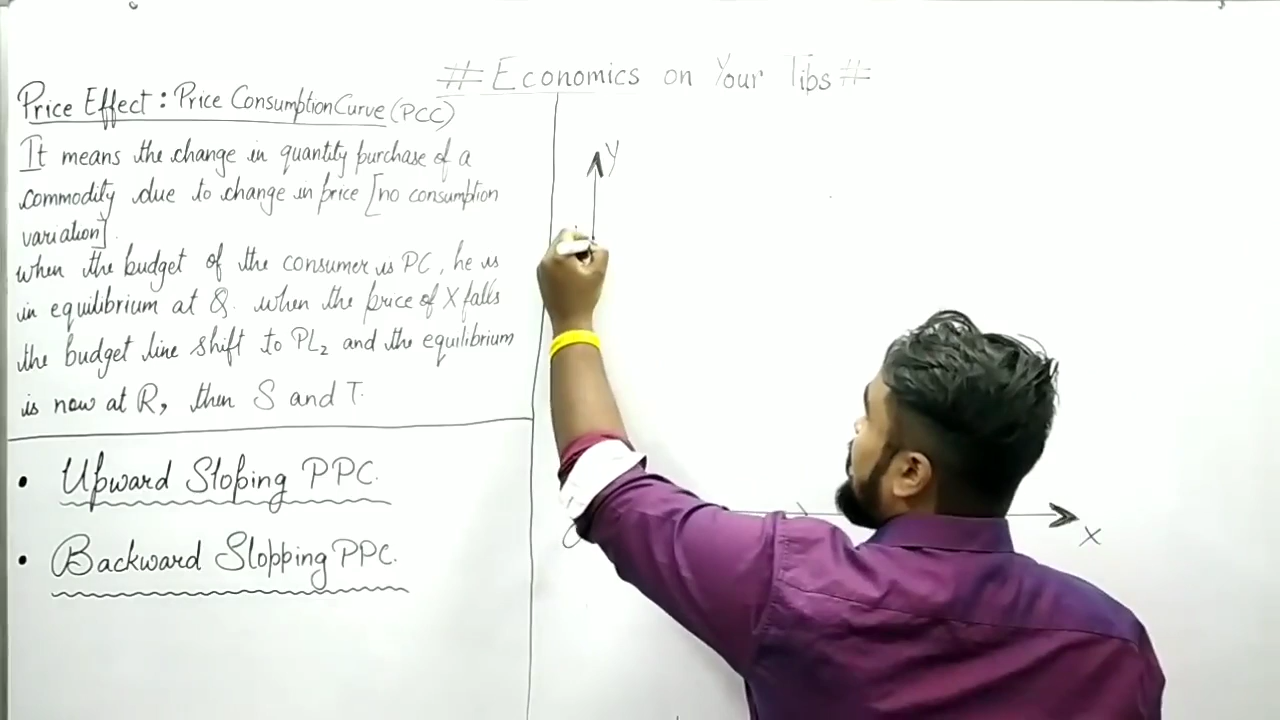 # Economics on Your Tibs #
Price Effect : Price Consumption Curve (PCC)
It means the change in quantity purchase of a
commodity due to change in price [no consumption
variation].
when the budget of the consumer is PC, he is
in equilibrium at Q. when the price of X falls
the budget line shift to PL₂ and the equilibrium
is now at R, then S and T.
• Upward Sloping PPC.
• Backward Slopping PPC.
Y
O
X